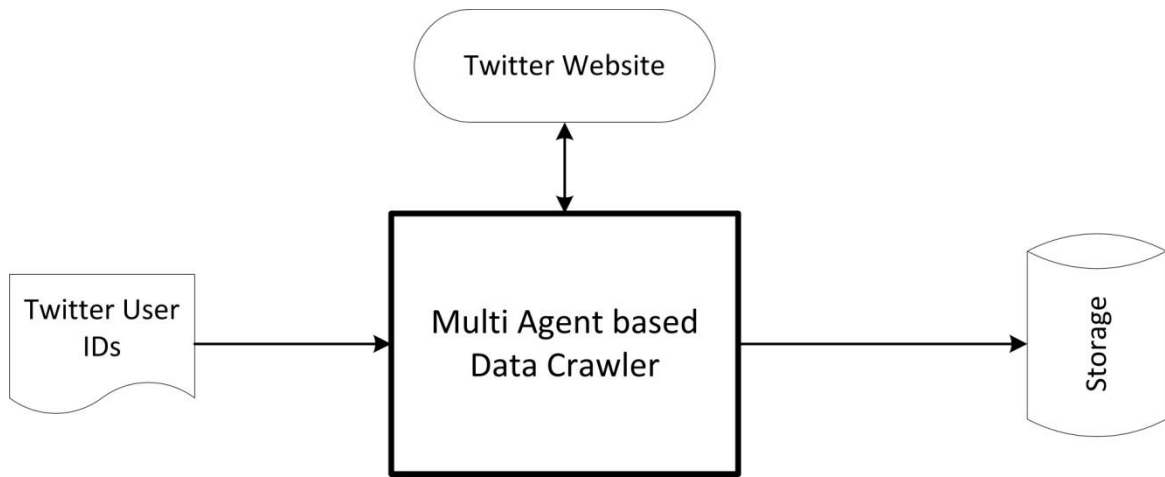 Twitter Website
Twitter User
IDs
Multi Agent based
Data Crawler
Storage